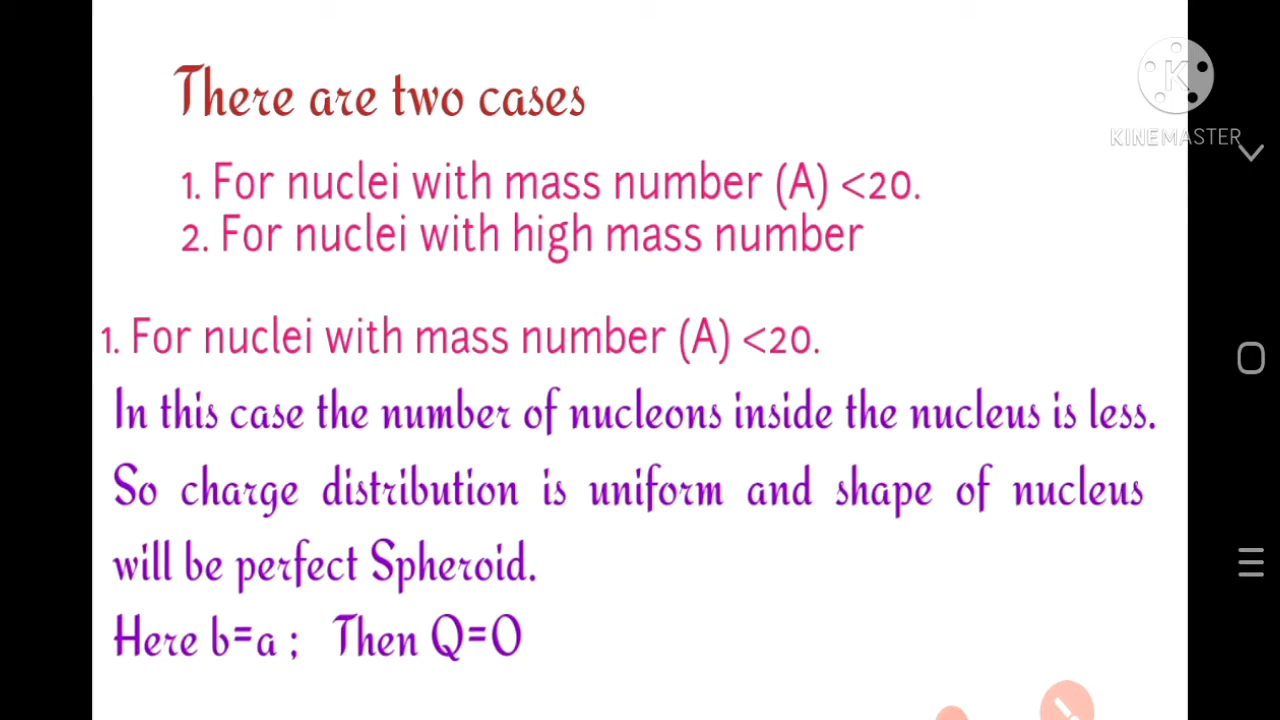 There are two cases
KINEMASTER
1. For nuclei with mass number (A) <20.
2. For nuclei with high mass number
1. For nuclei with mass number (A) <20.
In this case the number of nucleons inside the nucleus is less.
So charge distribution is uniform and shape of nucleus
will be perfect Spheroid.
Here b=a ; Then Q=0